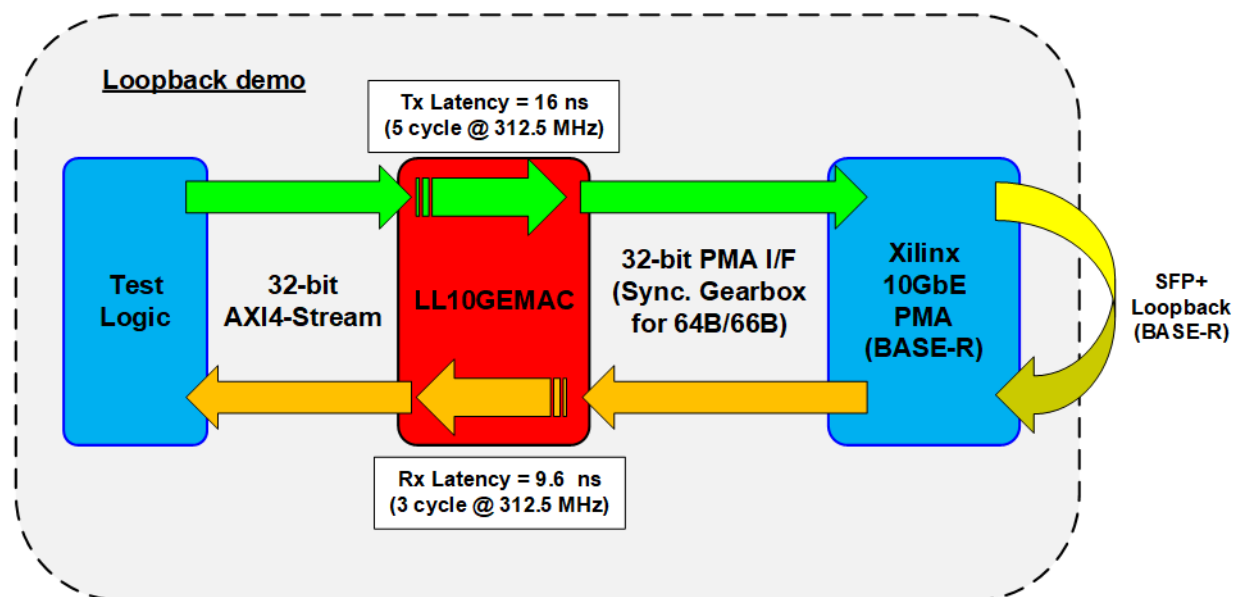 Loopback demo
Tx Latency = 16 ns
(5 cycle @ 312.5 MHz)
Test
Logic
32-bit
AXI4-Stream
LL10GEMAC
32-bit PMA I/F
(Sync. Gearbox
for 64B/66B)
Xilinx
10GbE
PMA
(BASE-R)
SFP+
Loopback
(BASE-R)
Rx Latency = 9.6  ns
(3 cycle @ 312.5 MHz)